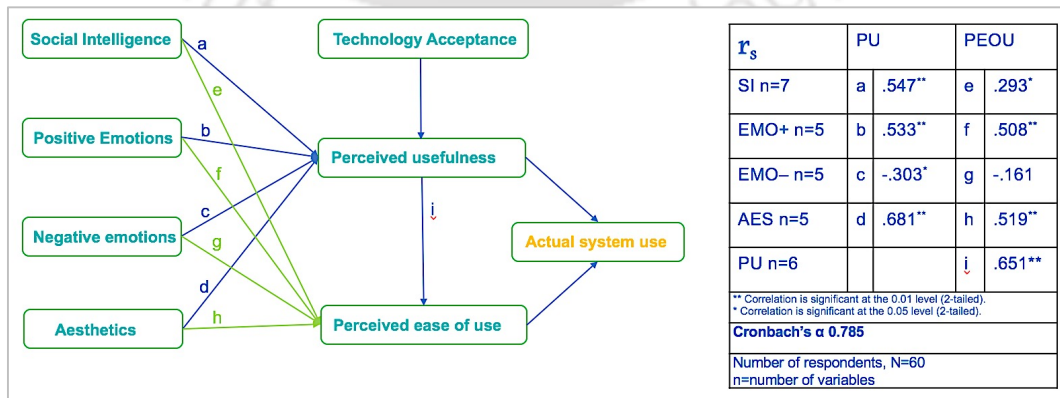 Social Intelligence
Technology Acceptance
a
e
Positive Emotions
b
Perceived usefulness
f
i
c
Negative emotions
g
Actual system use
d
Aesthetics
h
Perceived ease of use
rs PU PEOU
SI n=7 a .547** e .293*
EMO+ n=5 b .533** f .508**
EMO– n=5 c -.303* g -.161
AES n=5 d .681** h .519**
PU n=6 i .651**
** Correlation is significant at the 0.01 level (2-tailed).
* Correlation is significant at the 0.05 level (2-tailed).
Cronbach's α 0.785
Number of respondents, N=60
n=number of variables